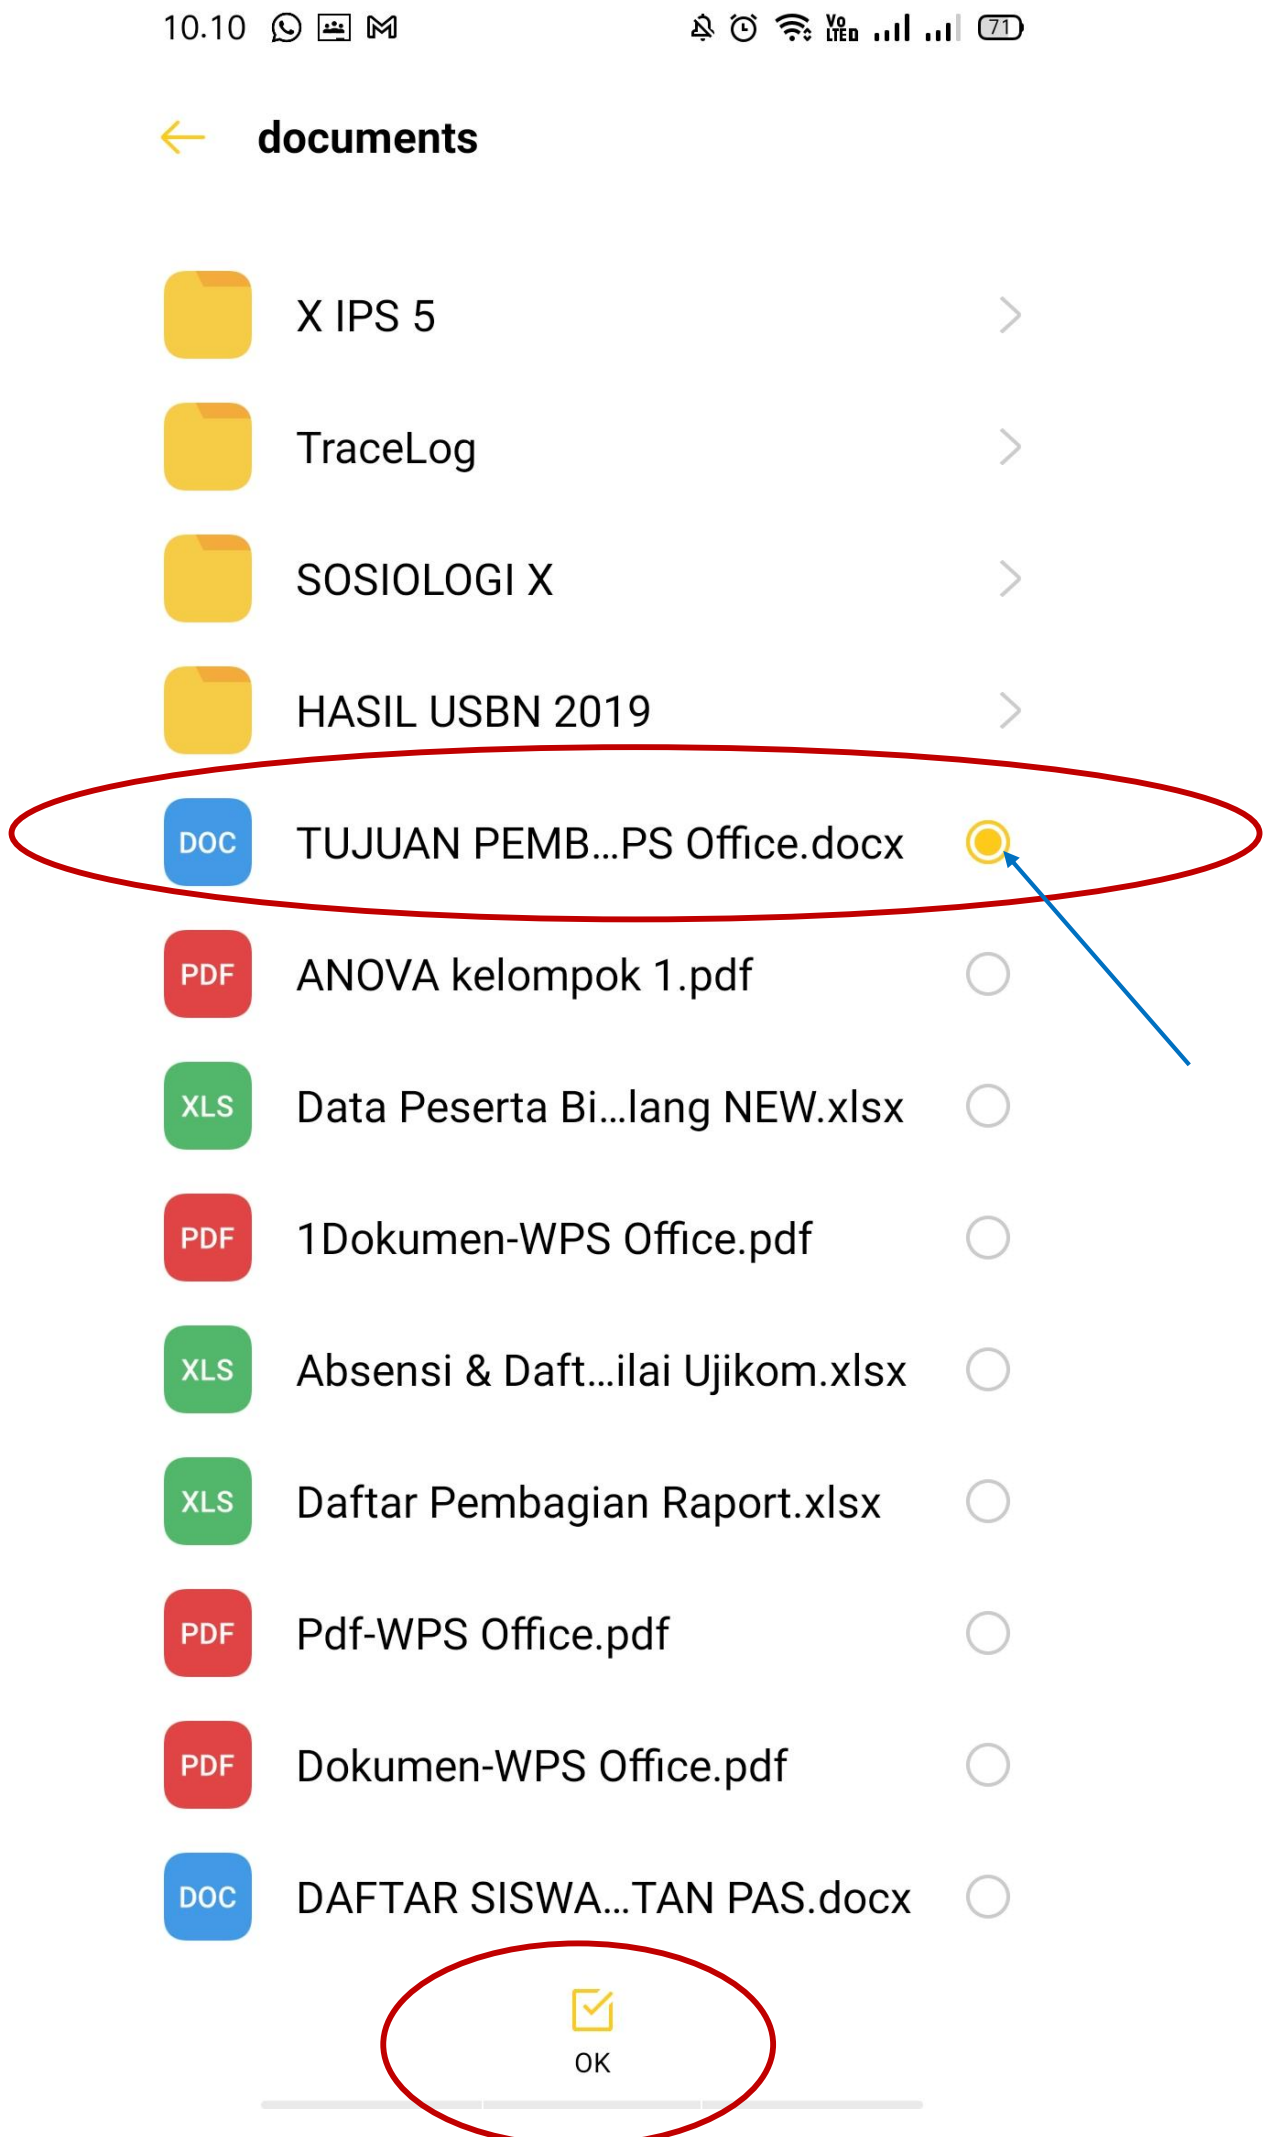 10.10 Vo LTED 71
documents
X IPS 5
TraceLog
SOSIOLOGI X
HASIL USBN 2019
DOC TUJUAN PEMB...PS Office.docx
PDF ANOVA kelompok 1.pdf
XLS Data Peserta Bi...lang NEW.xlsx
PDF 1Dokumen-WPS Office.pdf
XLS Absensi & Daft...ilai Ujikom.xlsx
XLS Daftar Pembagian Raport.xlsx
PDF Pdf-WPS Office.pdf
PDF Dokumen-WPS Office.pdf
DOC DAFTAR SISWA...TAN PAS.docx
OK